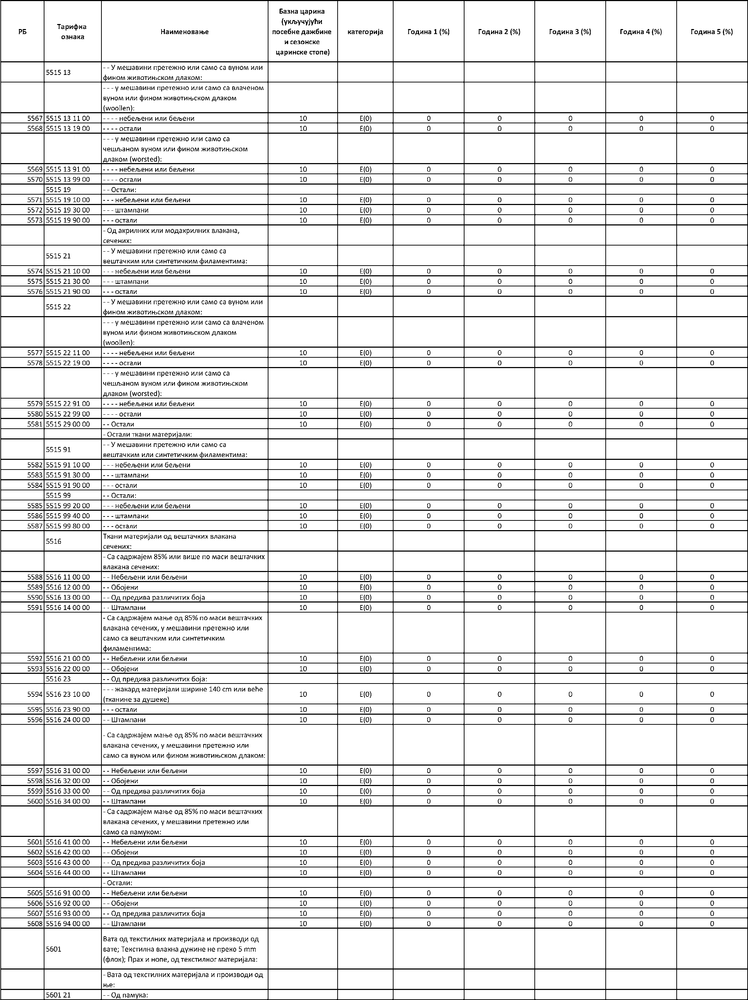 РБ Тарифна ознака Наименовање Базна царина (укључујући посебне дажбине и сезонске царинске стопе) категорија Година 1 (%) Година 2 (%) Година 3 (%) Година 4 (%) Година 5 (%)
5515 13 - - У мешавини претежно или само са вуном или
фином животињском длаком:
- - - у мешавини претежно или само са влаченом
вуном или фином животињском длаком
(woollen):
5567 5515 13 11 00 - - - - небељени или бељени 10 E(0) 0 0 0 0 0
5568 5515 13 19 00 - - - - остали 10 E(0) 0 0 0 0 0
- - - у мешавини претежно или само са
чешљаном вуном или фином животињском
длаком (worsted):
5569 5515 13 91 00 - - - - небељени или бељени 10 E(0) 0 0 0 0 0
5570 5515 13 99 00 - - - - остали 10 E(0) 0 0 0 0 0
5515 19 - - Остали:
5571 5515 19 10 00 - - - небељени или бељени 10 E(0) 0 0 0 0 0
5572 5515 19 30 00 - - - штампани 10 E(0) 0 0 0 0 0
5573 5515 19 90 00 - - - остали 10 E(0) 0 0 0 0 0
- Од акрилних или модакрилних влакана,
сечених:
5515 21 - - У мешавини претежно или само са
вештачким или синтетичким филаментима:
5574 5515 21 10 00 - - - небељени или бељени 10 E(0) 0 0 0 0 0
5575 5515 21 30 00 - - - штампани 10 E(0) 0 0 0 0 0
5576 5515 21 90 00 - - - остали 10 E(0) 0 0 0 0 0
5515 22 - - У мешавини претежно или само са вуном или
фином животињском длаком:
- - - у мешавини претежно или само са влаченом
вуном или фином животињском длаком
(woollen):
5577 5515 22 11 00 - - - - небељени или бељени 10 E(0) 0 0 0 0 0
5578 5515 22 19 00 - - - - остали 10 E(0) 0 0 0 0 0
- - - у мешавини претежно или само са
чешљаном вуном или фином животињском
длаком (worsted):
5579 5515 22 91 00 - - - - небељени или бељени 10 E(0) 0 0 0 0 0
5580 5515 22 99 00 - - - - остали 10 E(0) 0 0 0 0 0
5581 5515 29 00 00 - - Остали 10 E(0) 0 0 0 0 0
- Остали ткани материјали:
5515 91 - - У мешавини претежно или само са
вештачким или синтетичким филаментима:
5582 5515 91 10 00 - - - небељени или бељени 10 E(0) 0 0 0 0 0
5583 5515 91 30 00 - - - штампани 10 E(0) 0 0 0 0 0
5584 5515 91 90 00 - - - остали 10 E(0) 0 0 0 0 0
5515 99 - - Остали:
5585 5515 99 20 00 - - - небељени или бељени 10 E(0) 0 0 0 0 0
5586 5515 99 40 00 - - - штампани 10 E(0) 0 0 0 0 0
5587 5515 99 80 00 - - - остали 10 E(0) 0 0 0 0 0
5516 Ткани материјали од вештачких влакана
сечених:
- Са садржајем 85% или више по маси вештачких
влакана сечених:
5588 5516 11 00 00 - - Небељени или бељени 10 E(0) 0 0 0 0 0
5589 5516 12 00 00 - - Обојени 10 E(0) 0 0 0 0 0
5590 5516 13 00 00 - - Од предива различитих боја 10 E(0) 0 0 0 0 0
5591 5516 14 00 00 - - Штампани 10 E(0) 0 0 0 0 0
- Са садржајем мање од 85% по маси вештачких
влакана сечених, у мешавини претежно или
само са вештачким или синтетичким
филаментима:
5592 5516 21 00 00 - - Небељени или бељени 10 E(0) 0 0 0 0 0
5593 5516 22 00 00 - - Обојени 10 E(0) 0 0 0 0 0
5516 23 - - Од предива различитих боја:
5594 5516 23 10 00 - - - жакард материјали ширине 140 cm или веће
(тканине за душеке) 10 E(0) 0 0 0 0 0
5595 5516 23 90 00 - - - остали 10 E(0) 0 0 0 0 0
5596 5516 24 00 00 - - Штампани 10 E(0) 0 0 0 0 0
- Са садржајем мање од 85% по маси вештачких
влакана сечених, у мешавини претежно или
само са вуном или фином животињском длаком:
5597 5516 31 00 00 - - Небељени или бељени 10 E(0) 0 0 0 0 0
5598 5516 32 00 00 - - Обојени 10 E(0) 0 0 0 0 0
5599 5516 33 00 00 - - Од предива различитих боја 10 E(0) 0 0 0 0 0
5600 5516 34 00 00 - - Штампани 10 E(0) 0 0 0 0 0
- Са садржајем мање од 85% по маси вештачких
влакана сечених, у мешавини претежно или
само са памуком:
5601 5516 41 00 00 - - Небељени или бељени 10 E(0) 0 0 0 0 0
5602 5516 42 00 00 - - Обојени 10 E(0) 0 0 0 0 0
5603 5516 43 00 00 - - Од предива различитих боја 10 E(0) 0 0 0 0 0
5604 5516 44 00 00 - - Штампани 10 E(0) 0 0 0 0 0
- Остали:
5605 5516 91 00 00 - - Небељени или бељени 10 E(0) 0 0 0 0 0
5606 5516 92 00 00 - - Обојени 10 E(0) 0 0 0 0 0
5607 5516 93 00 00 - - Од предива различитих боја 10 E(0) 0 0 0 0 0
5608 5516 94 00 00 - - Штампани 10 E(0) 0 0 0 0 0
5601 Вата од текстилних материјала и производи од
вате; Текстилна влакна дужине не преко 5 mm
(флок); Прах и нопе, од текстилног материјала:
- Вата од текстилних материјала и производи од
ње:
5601 21 - - Од памука: